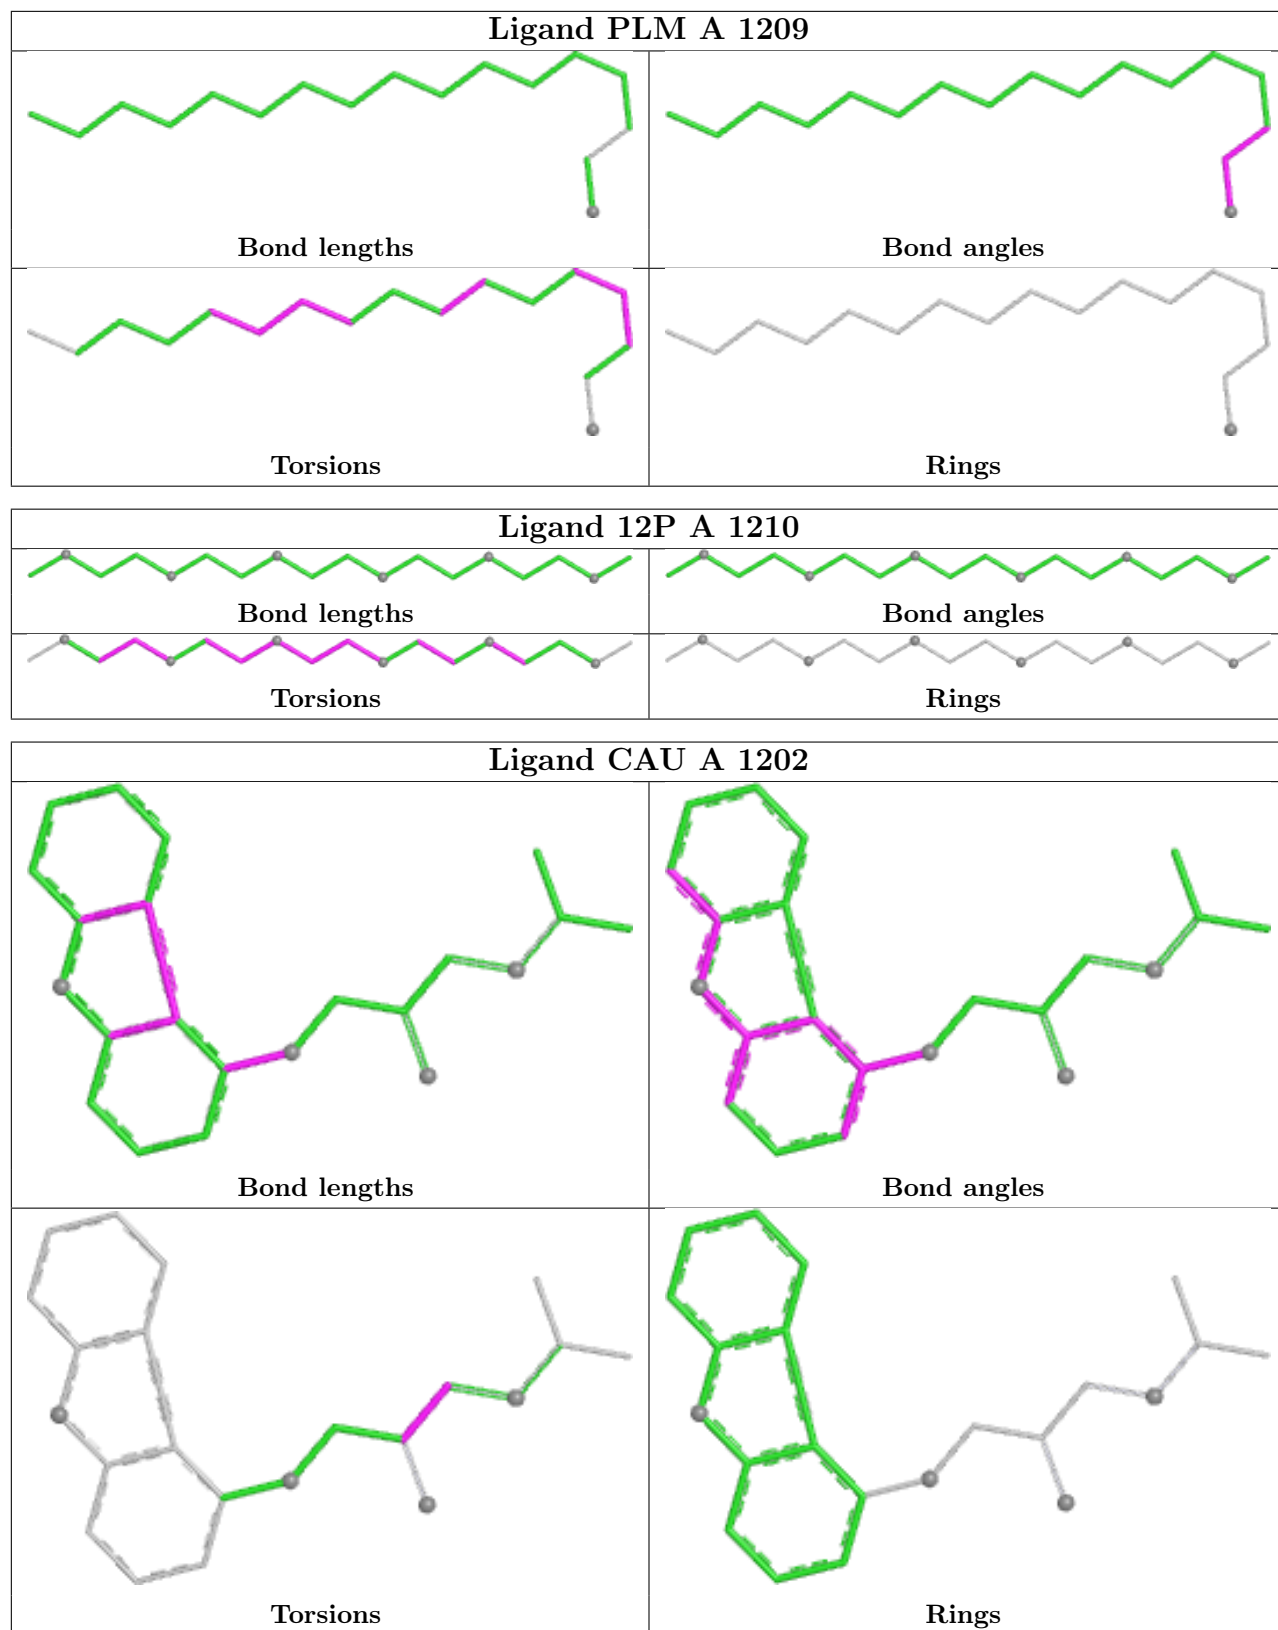 Ligand PLM A 1209
Bond lengths
Bond angles
Torsions
Rings
Ligand 12P A 1210
Bond lengths
Bond angles
Torsions
Rings
Ligand CAU A 1202
Bond lengths
Bond angles
Torsions
Rings